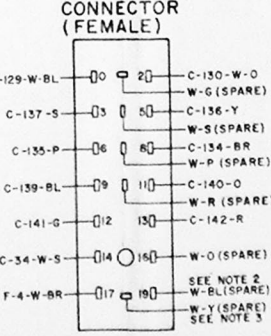 CONNECTOR
(FEMALE)
-129-W-BL 0 2 C-130-W-O
W-G (SPARE)
C-137-S 3 5 C-136-Y
W-S (SPARE)
C-135-P 6 8 C-134-BR
W-P (SPARE)
C-139-BL 9 11 C-140-O
W-R (SPARE)
C-141-G 12 13 C-142-R
C-34-W-S 14 16 W-O (SPARE)
SEE NOTE 2
F-4-W-BR 17 19 W-BL (SPARE)
W-Y (SPARE)
SEE NOTE 3